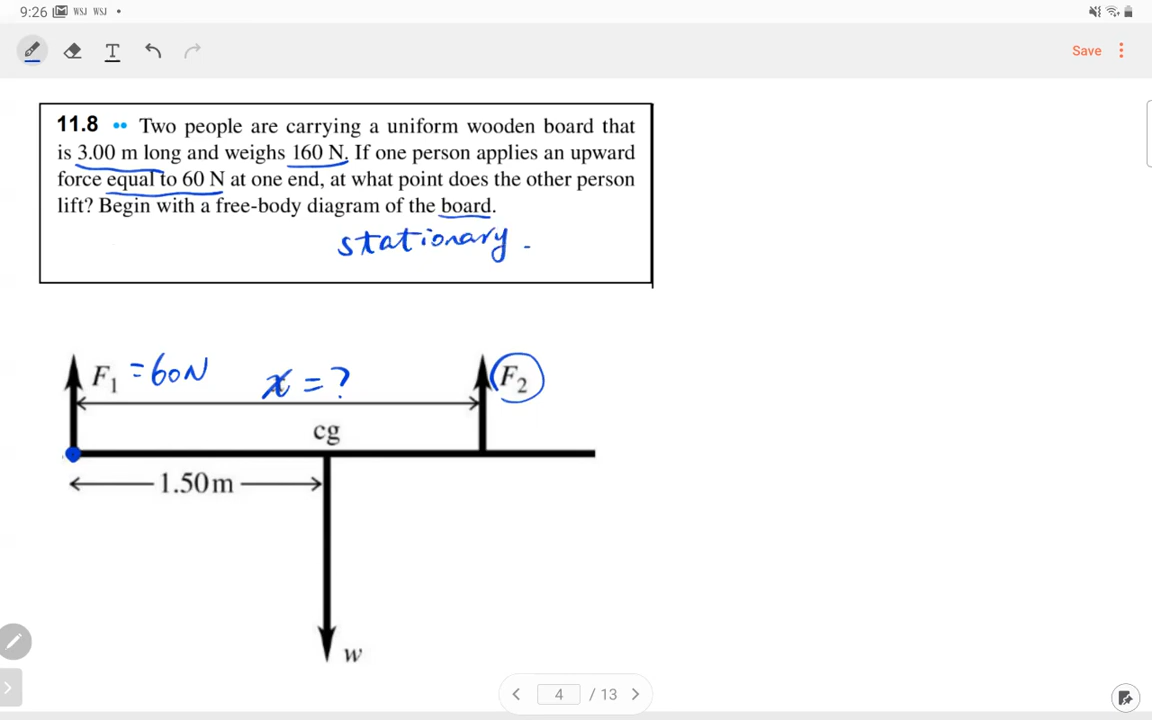 9:26 WSJ WSJ
Save
11.8 •• Two people are carrying a uniform wooden board that
is 3.00 m long and weighs 160 N. If one person applies an upward
force equal to 60 N at one end, at what point does the other person
lift? Begin with a free-body diagram of the board.
stationary.
F₁ = 60N x = ? F₂
cg
1.50 m
w
4 / 13